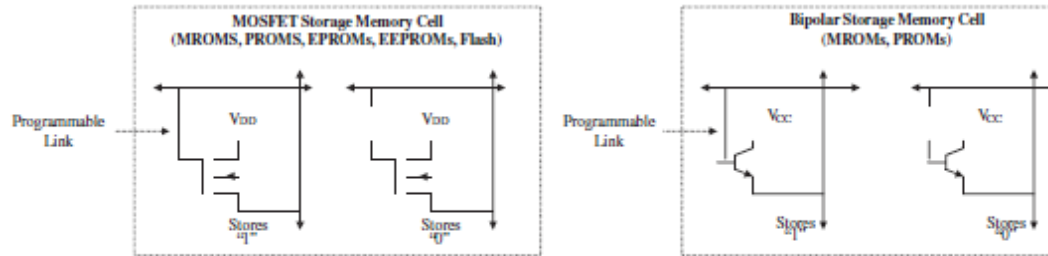 MOSFET Storage Memory Cell
(MROMS, PROMS, EPROMs, EEPROMs, Flash)
Programmable
Link
VDD
VDD
Stores
"1"
Stores
"0"
Bipolar Storage Memory Cell
(MROMs, PROMs)
Programmable
Link
VCC
VCC
Stores
"1"
Stores
"0"